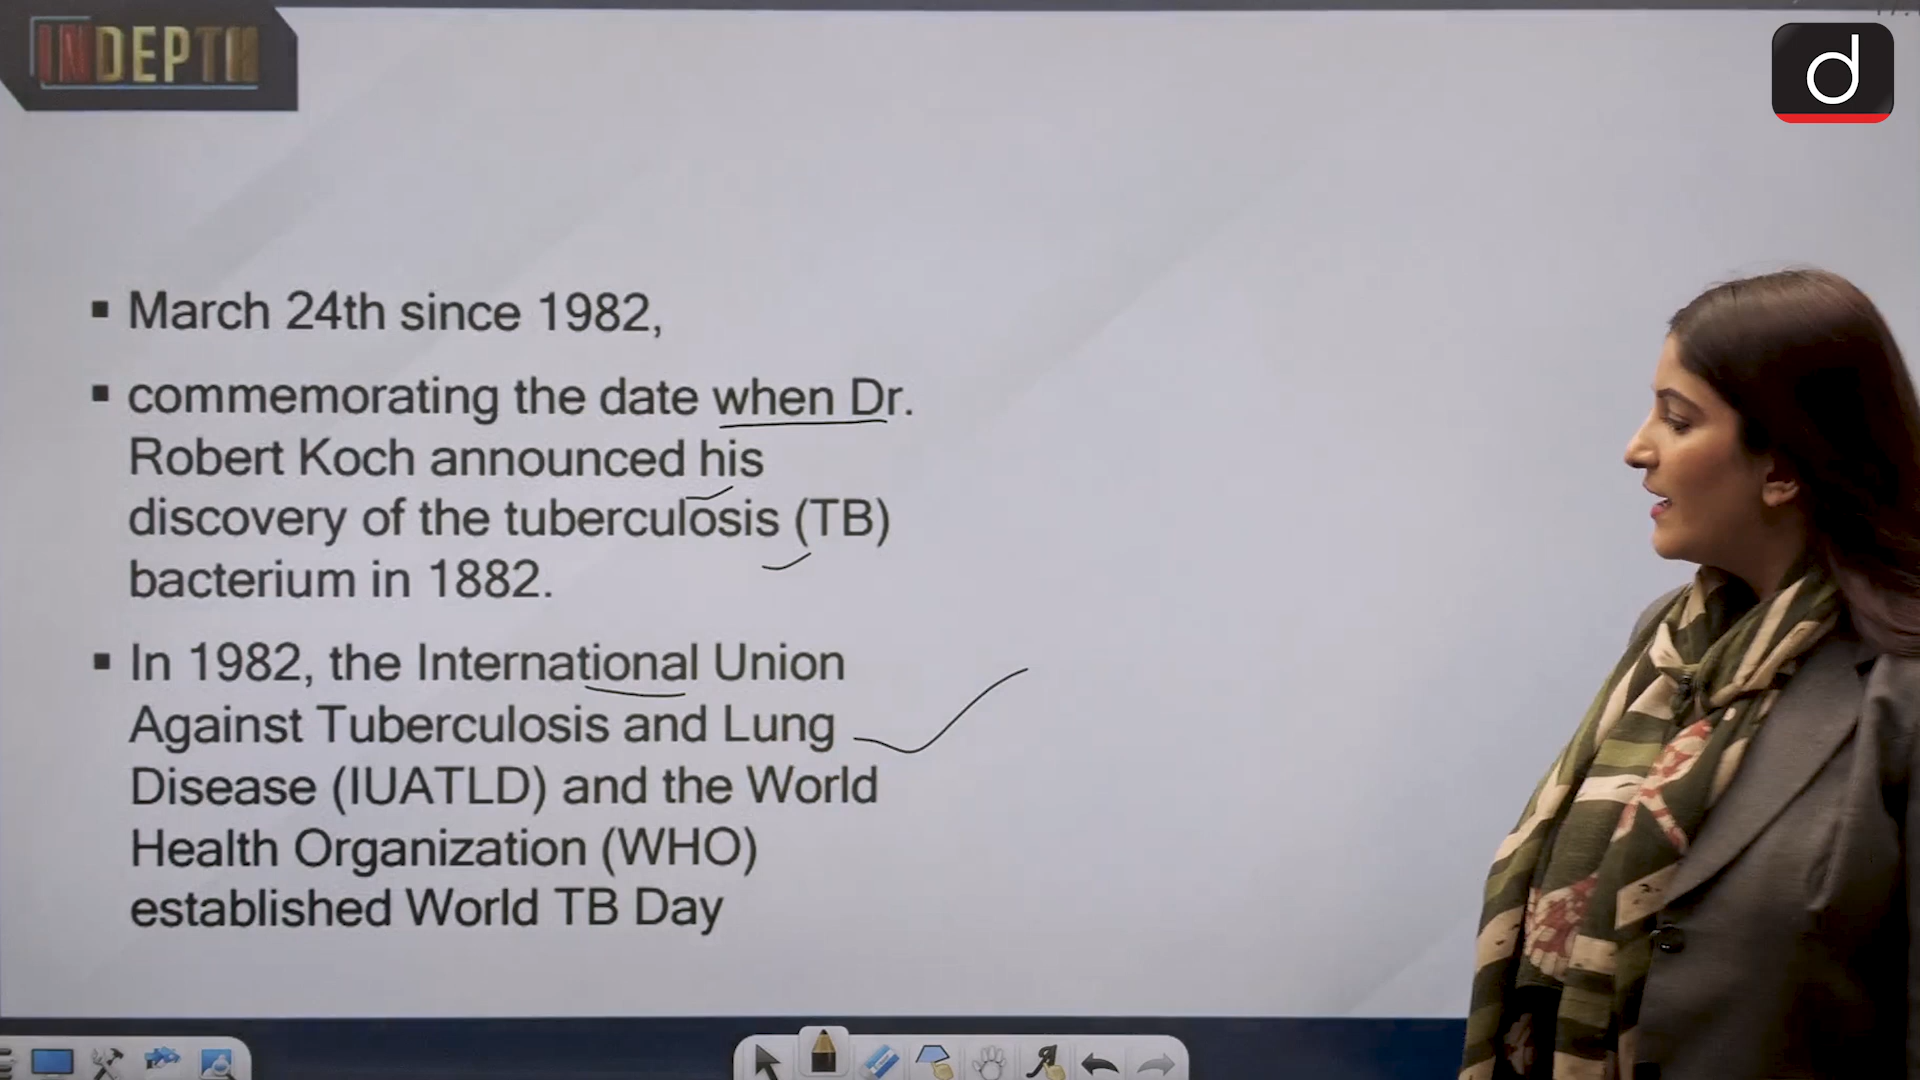 INDEPTH
d
March 24th since 1982,
commemorating the date when Dr.
Robert Koch announced his
discovery of the tuberculosis (TB)
bacterium in 1882.
In 1982, the International Union
Against Tuberculosis and Lung
Disease (IUATLD) and the World
Health Organization (WHO)
established World TB Day